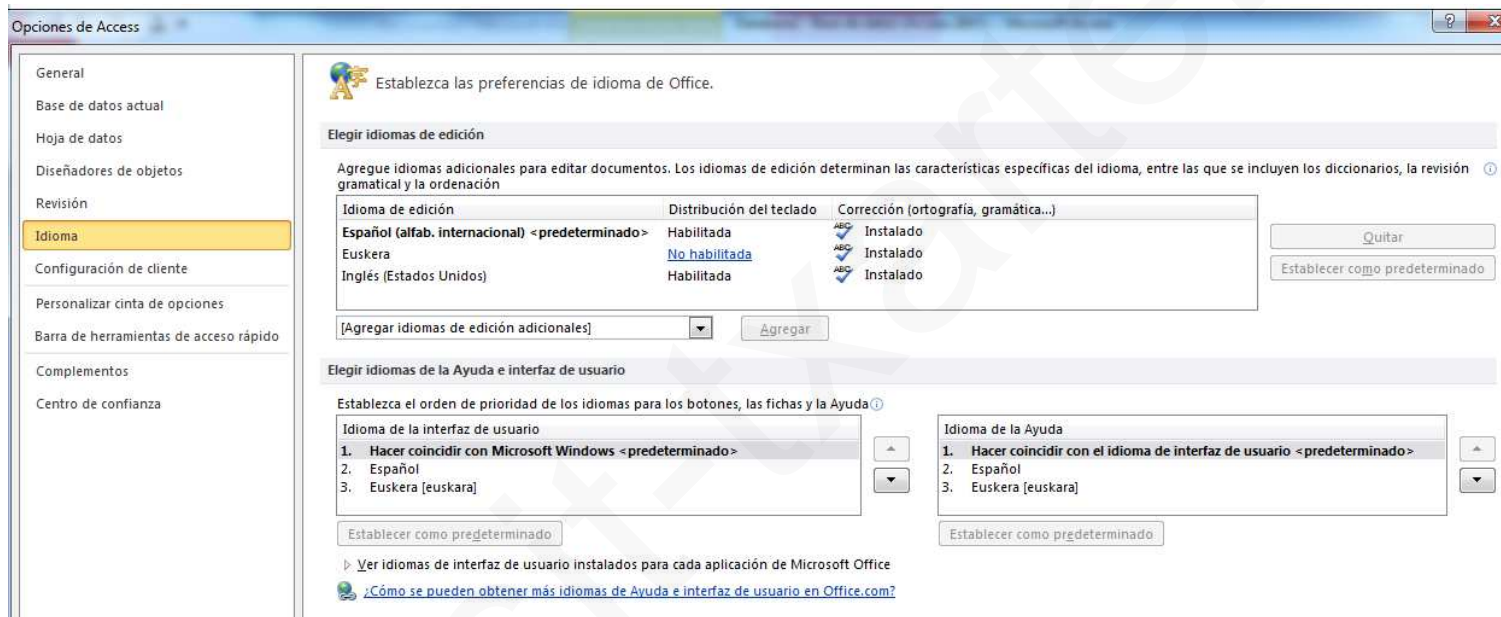 Opciones de Access
General
Base de datos actual
Hoja de datos
Diseñadores de objetos
Revisión
Idioma
Configuración de cliente
Personalizar cinta de opciones
Barra de herramientas de acceso rápido
Complementos
Centro de confianza
Establezca las preferencias de idioma de Office.
Elegir idiomas de edición
Agregue idiomas adicionales para editar documentos. Los idiomas de edición determinan las características específicas del idioma, entre las que se incluyen los diccionarios, la revisión
gramatical y la ordenación
Idioma de edición Distribución del teclado Corrección (ortografía, gramática...)
Español (alfab. internacional) <predeterminado> Habilitada Instalado
Euskera No habilitada Instalado
Inglés (Estados Unidos) Habilitada Instalado
Quitar
Establecer como predeterminado
[Agregar idiomas de edición adicionales] Agregar
Elegir idiomas de la Ayuda e interfaz de usuario
Establezca el orden de prioridad de los idiomas para los botones, las fichas y la Ayuda
Idioma de la interfaz de usuario
1. Hacer coincidir con Microsoft Windows <predeterminado>
2. Español
3. Euskera [euskara]
Establecer como predeterminado
Idioma de la Ayuda
1. Hacer coincidir con el idioma de interfaz de usuario <predeterminado>
2. Español
3. Euskera [euskara]
Establecer como predeterminado
Ver idiomas de interfaz de usuario instalados para cada aplicación de Microsoft Office
¿Cómo se pueden obtener más idiomas de Ayuda e interfaz de usuario en Office.com?